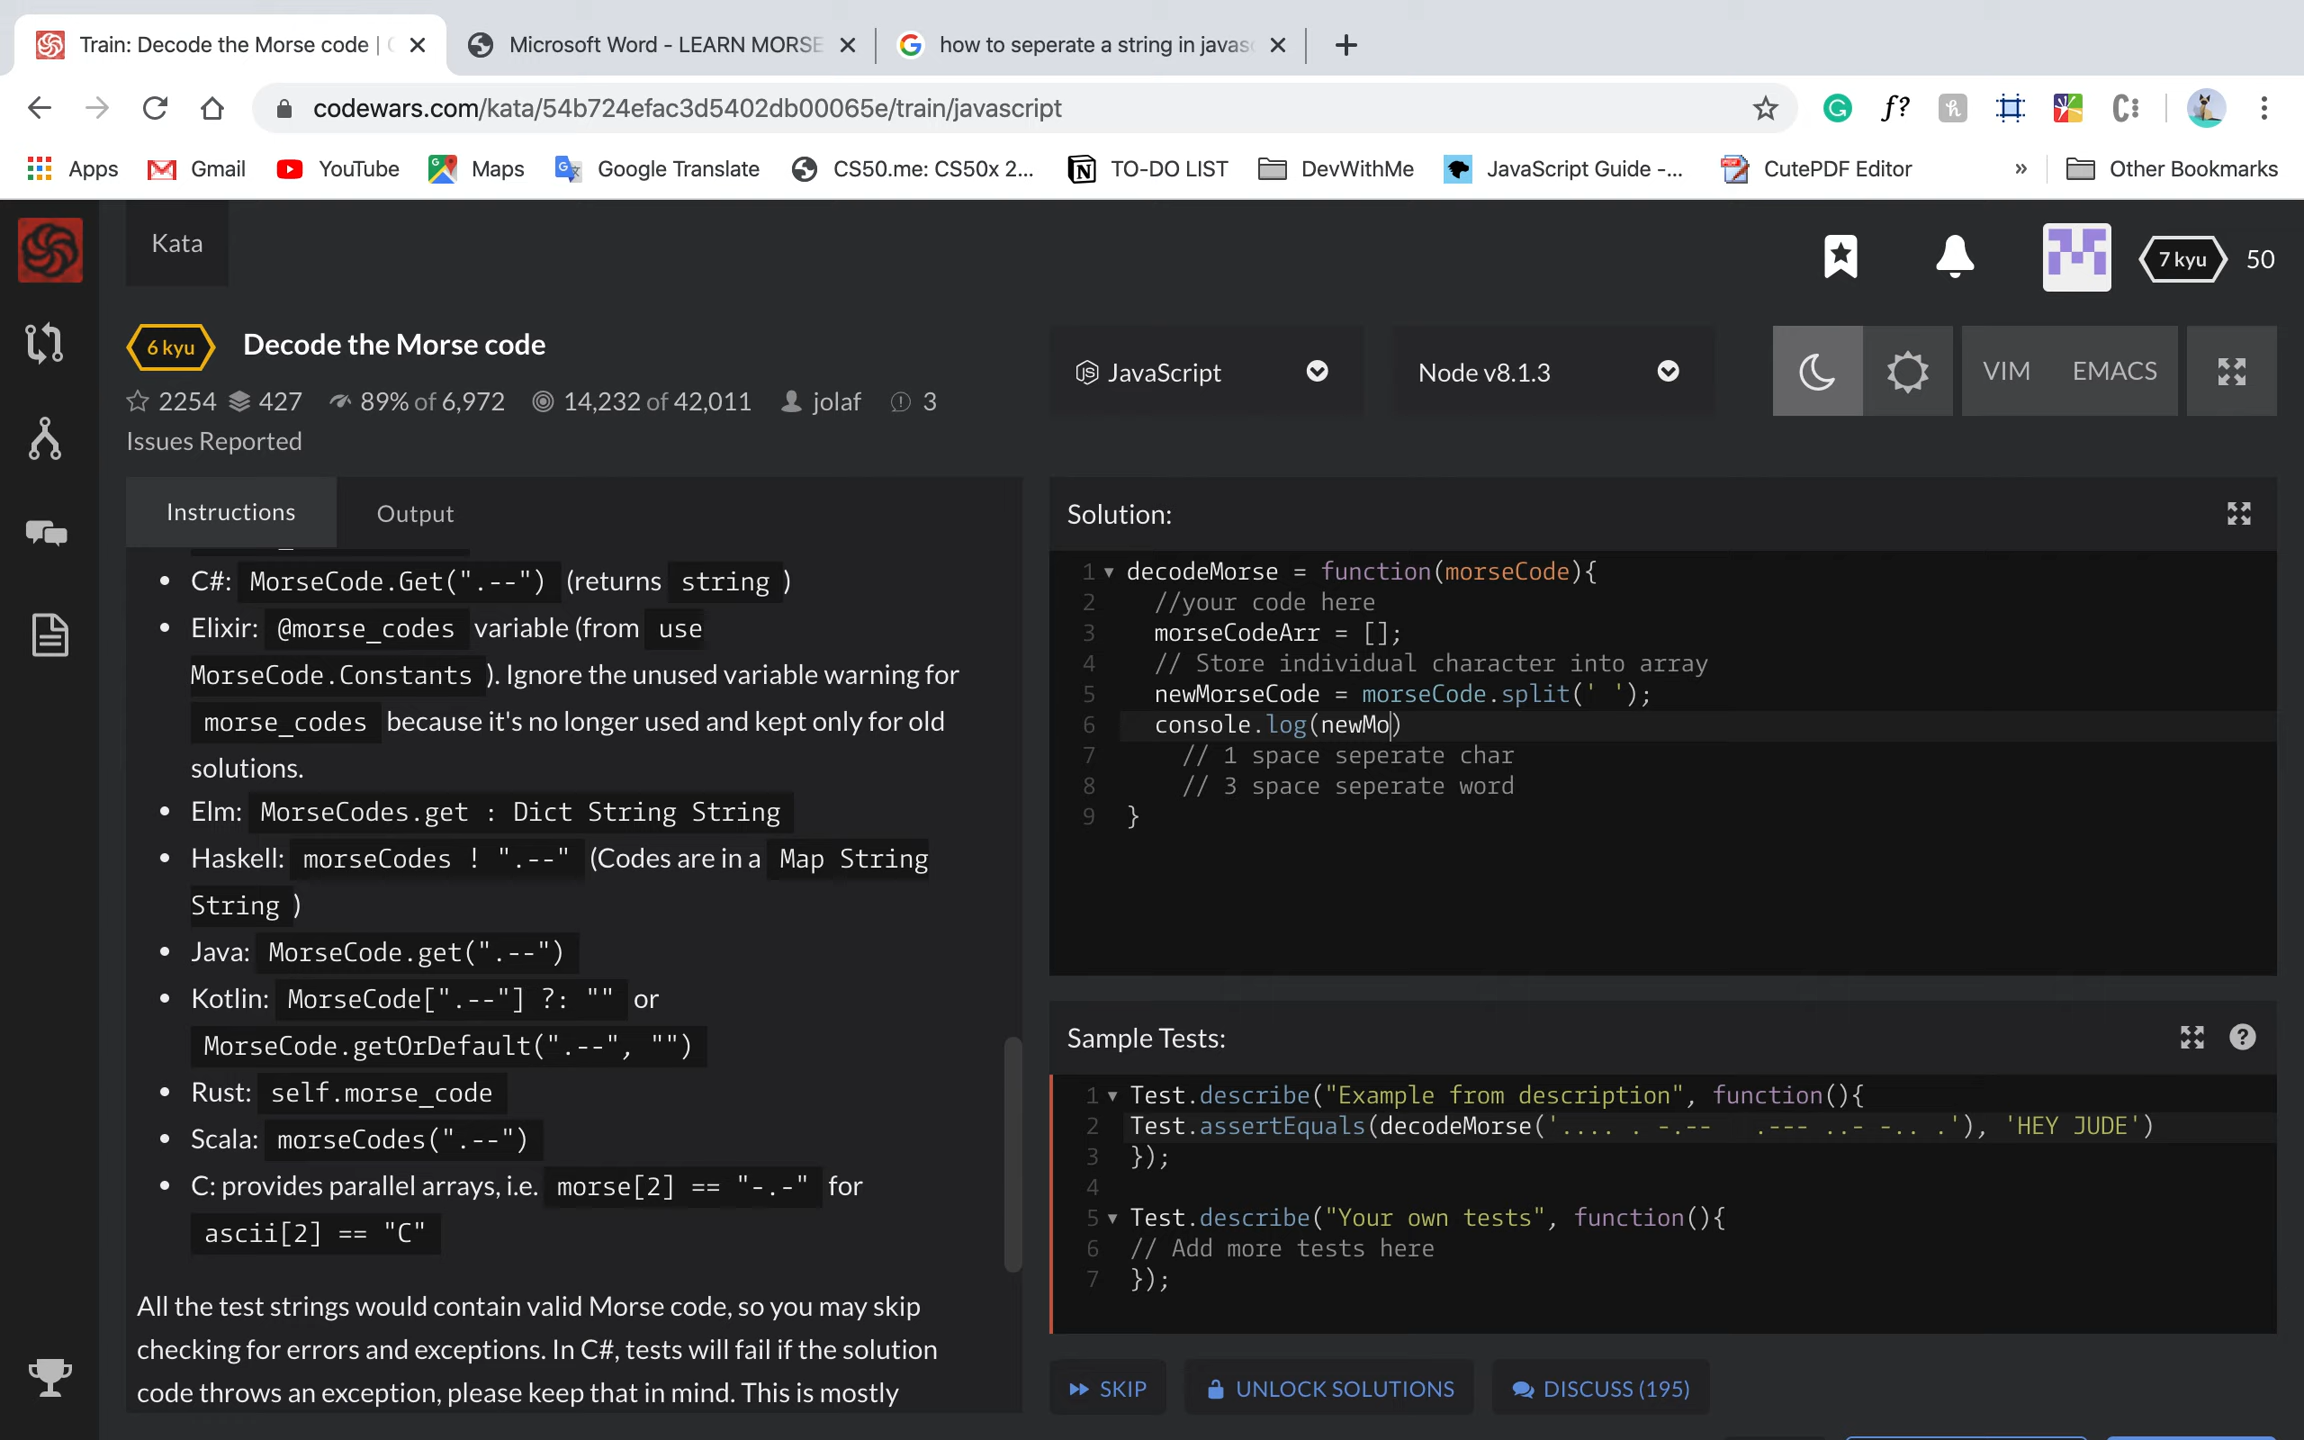 Train: Decode the Morse code |
Microsoft Word - LEARN MORSE
how to seperate a string in javas
codewars.com/kata/54b724efac3d5402db00065e/train/javascript
Apps
Gmail
YouTube
Maps
Google Translate
CS50.me: CS50x 2...
TO-DO LIST
DevWithMe
JavaScript Guide -...
CutePDF Editor
»
Other Bookmarks
Kata
7 kyu
50
6 kyu
Decode the Morse code
2254 427 89% of 6,972 14,232 of 42,011 jolaf 3
Issues Reported
JavaScript
Node v8.1.3
VIM
EMACS
Instructions
Output
• C#: MorseCode.Get(".--") (returns string )
• Elixir: @morse_codes variable (from use
MorseCode.Constants ). Ignore the unused variable warning for
morse_codes because it's no longer used and kept only for old
solutions.
• Elm: MorseCodes.get : Dict String String
• Haskell: morseCodes ! ".--" (Codes are in a Map String
String )
• Java: MorseCode.get(".--")
• Kotlin: MorseCode[".--"] ?: "" or
MorseCode.getOrDefault(".--", "")
• Rust: self.morse_code
• Scala: morseCodes(".--")
• C: provides parallel arrays, i.e. morse[2] == "-.-" for
ascii[2] == "C"
All the test strings would contain valid Morse code, so you may skip
checking for errors and exceptions. In C#, tests will fail if the solution
code throws an exception, please keep that in mind. This is mostly
Solution:
1 decodeMorse = function(morseCode){
2 //your code here
3 morseCodeArr = [];
4 // Store individual character into array
5 newMorseCode = morseCode.split(' ');
6 console.log(newMo)
7 // 1 space seperate char
8 // 3 space seperate word
9 }
Sample Tests:
1 Test.describe("Example from description", function(){
2 Test.assertEquals(decodeMorse('.... . -.--   .--- ..- -.. .'), 'HEY JUDE')
3 });
4
5 Test.describe("Your own tests", function(){
6 // Add more tests here
7 });
SKIP
UNLOCK SOLUTIONS
DISCUSS (195)